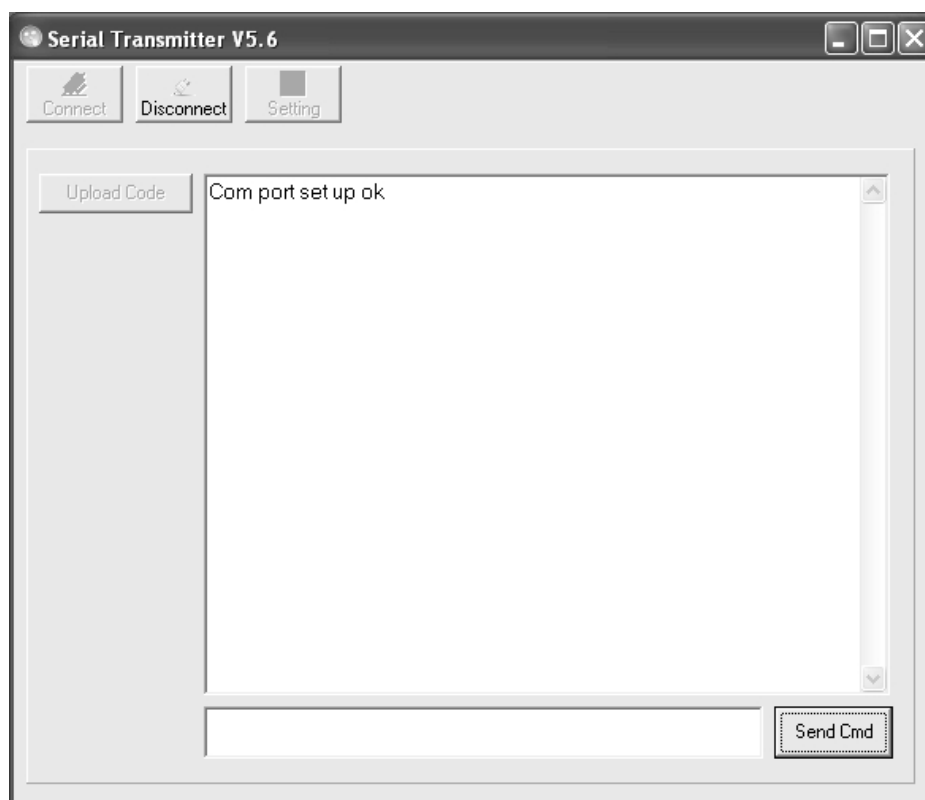 Serial Transmitter V5.6
Connect Disconnect Setting
Upload Code
Com port set up ok
Send Cmd